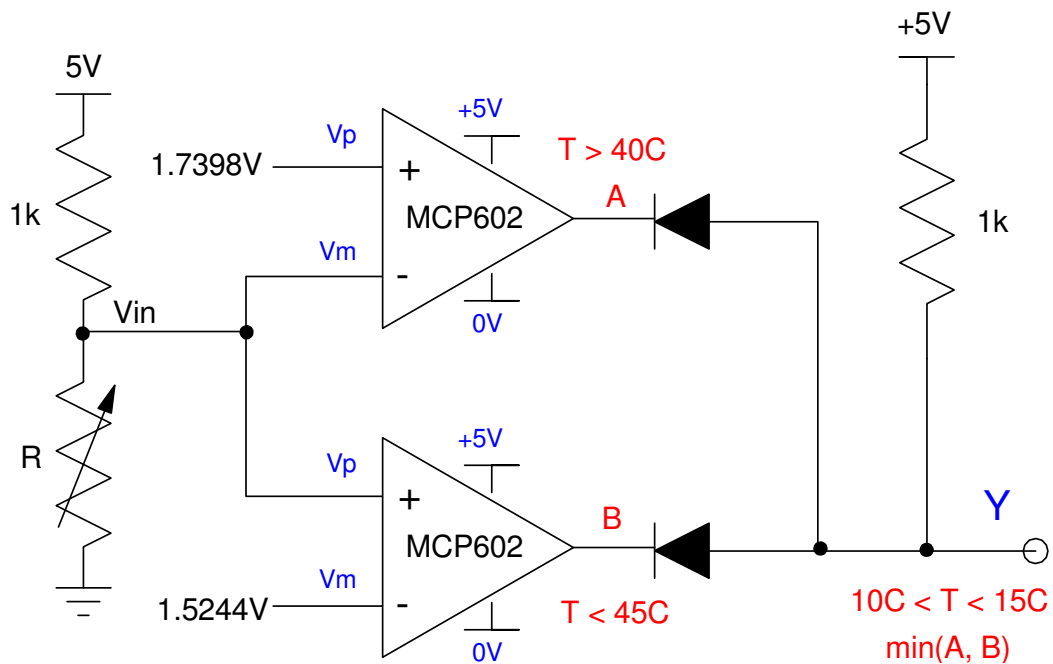 5V
+5V
1k
Vin
R
1.7398V
Vp
Vm
+
-
MCP602
+5V
0V
T > 40C
A
1k
1.5244V
Vp
Vm
+
-
MCP602
+5V
0V
B
T < 45C
Y
10C < T < 15C
min(A, B)